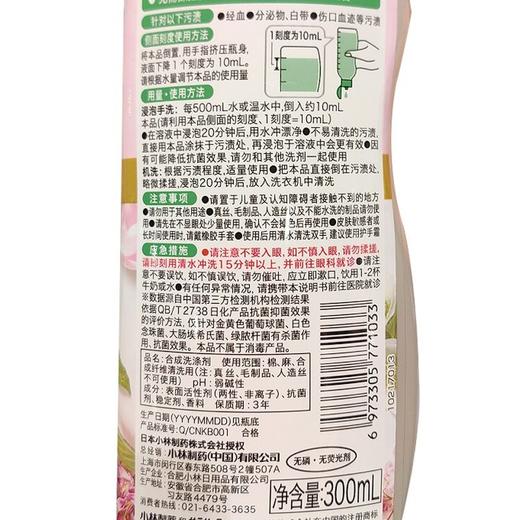 针对以下污渍
●经血●分泌物,白带●伤口血迹等污渍
侧面刻度使用方法
1刻度为10mL
将本品倒置,用手指挤压瓶身,
液面下降1个刻度为10mL。
请根据水量调节本品的使用量
用量·使用方法
浸泡手洗:每500mL水或温水中,倒入约10mL
本品(请利用本品侧面的刻度、1刻度=10mL)
●在溶液中浸泡20分钟后,用水冲漂净●不易清洗的污渍,
直接用本品涂抹于污渍处,再浸泡于溶液中会更有效●因
有可能降低抗菌效果,请勿和其他洗剂一起使用
机洗:根据污渍程度,适量使用●把本品直接倒在污渍处,
略微揉搓,浸泡20分钟后,放入洗衣机中清洗
注意事项
●请置于儿童及认知障碍者接触不到的地方
●请勿用于其他用途●真丝、毛制品、人造丝以及不能水洗的制品请勿使
用●请先在不显眼处少量使用,确认不会掉色后再使用●皮肤敏感者或
长时间使用时,请戴橡胶手套●使用后用清水清洗双手,建议使用护手霜
应急措施
●请注意不要入眼,如不慎入眼,请勿揉搓,
请即刻用清水冲洗15分钟以上,并前往眼科就诊●请
注意不要误饮,如不慎误饮,请勿催吐,应立即漱口,饮用1-2杯
牛奶或水●有任何异常情况,请携带本说明书前往医院就诊
※数据源自中国第三方检测机构检测结果
依据QB/T2738日化产品抗菌抑菌效果
的评价方法,仅针对金黄色葡萄球菌、白色
念珠菌、大肠埃希氏菌、绿脓杆菌有杀菌作
用、抗菌效果。本品不属于消毒产品。
品名:合成洗涤剂 使用范围:棉、麻、合
成纤维清洗用(注:真丝、毛制品、人造丝
请勿使用) pH:弱碱性
成分:表面活性剂(两性、非离子)、抗菌
剂、稳定剂、香料 保质期:3年
生产日期(YYYYMMDD)见瓶底
产品标准号:Q/CNKB001 合格
日本小林制药株式会社授权
总经销:小林制药(中国)有限公司
上海市闵行区春东路508号2幢507A
生产企业:合肥小林日用品有限公司
地址:安徽省合肥市高新区
习友路4479号
热线电话:021-6433-3635
6 973305 771033
10217013
无磷·无荧光剂
净含量:300mL